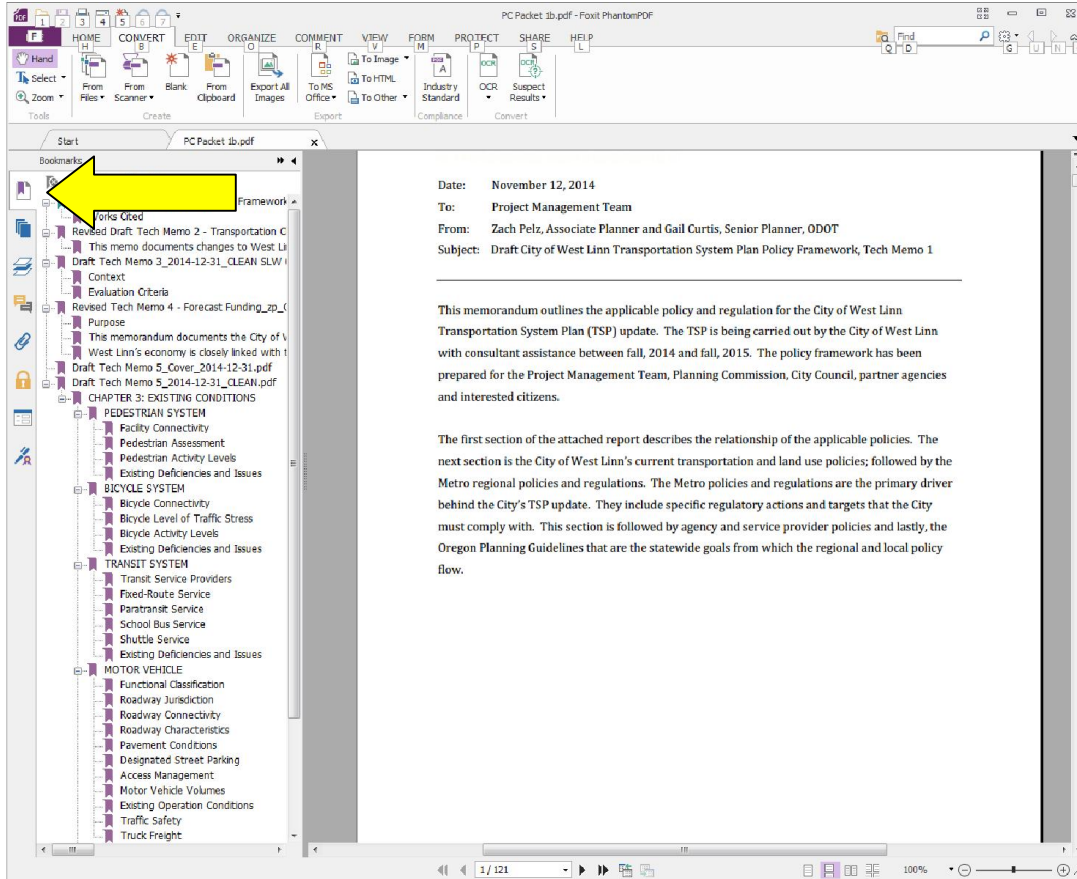 PC Packet 1b.pdf - Foxit PhantomPDF
PDF 1 2 3 4 5 6 7
F HOME CONVERT EDIT ORGANIZE COMMENT VIEW FORM PROTECT SHARE HELP Find
H B E O R V M P S L Q D G U N
Hand
Select
Zoom
From Files
From Scanner
Blank
From Clipboard
Export All Images
To MS Office
To Image
To HTML
To Other
PDF/A
Industry Standard
OCR
OCR
Suspect Results
Tools Create Export Compliance Convert
Start PC Packet 1b.pdf x
Bookmarks
Framework
Works Cited
Revised Draft Tech Memo 2 - Transportation C
This memo documents changes to West Li
Draft Tech Memo 3_2014-12-31_CLEAN SLW
Context
Evaluation Criteria
Revised Tech Memo 4 - Forecast Funding_zp_
Purpose
This memorandum documents the City of
West Linn's economy is closely linked with t
Draft Tech Memo 5_Cover_2014-12-31.pdf
Draft Tech Memo 5_2014-12-31_CLEAN.pdf
CHAPTER 3: EXISTING CONDITIONS
PEDESTRIAN SYSTEM
Facility Connectivity
Pedestrian Assessment
Pedestrian Activity Levels
Existing Deficiencies and Issues
BICYCLE SYSTEM
Bicycle Connectivity
Bicycle Level of Traffic Stress
Bicycle Activity Levels
Existing Deficiencies and Issues
TRANSIT SYSTEM
Transit Service Providers
Fixed-Route Service
Paratransit Service
School Bus Service
Shuttle Service
Existing Deficiencies and Issues
MOTOR VEHICLE
Functional Classification
Roadway Jurisdiction
Roadway Connectivity
Roadway Characteristics
Pavement Conditions
Designated Street Parking
Access Management
Motor Vehicle Volumes
Existing Operation Conditions
Traffic Safety
Truck Freight
Date: November 12, 2014
To: Project Management Team
From: Zach Pelz, Associate Planner and Gail Curtis, Senior Planner, ODOT
Subject: Draft City of West Linn Transportation System Plan Policy Framework, Tech Memo 1
This memorandum outlines the applicable policy and regulation for the City of West Linn
Transportation System Plan (TSP) update. The TSP is being carried out by the City of West Linn
with consultant assistance between fall, 2014 and fall, 2015. The policy framework has been
prepared for the Project Management Team, Planning Commission, City Council, partner agencies
and interested citizens.
The first section of the attached report describes the relationship of the applicable policies. The
next section is the City of West Linn's current transportation and land use policies; followed by the
Metro regional policies and regulations. The Metro policies and regulations are the primary driver
behind the City's TSP update. They include specific regulatory actions and targets that the City
must comply with. This section is followed by agency and service provider policies and lastly, the
Oregon Planning Guidelines that are the statewide goals from which the regional and local policy
flow.
1 / 121
100%